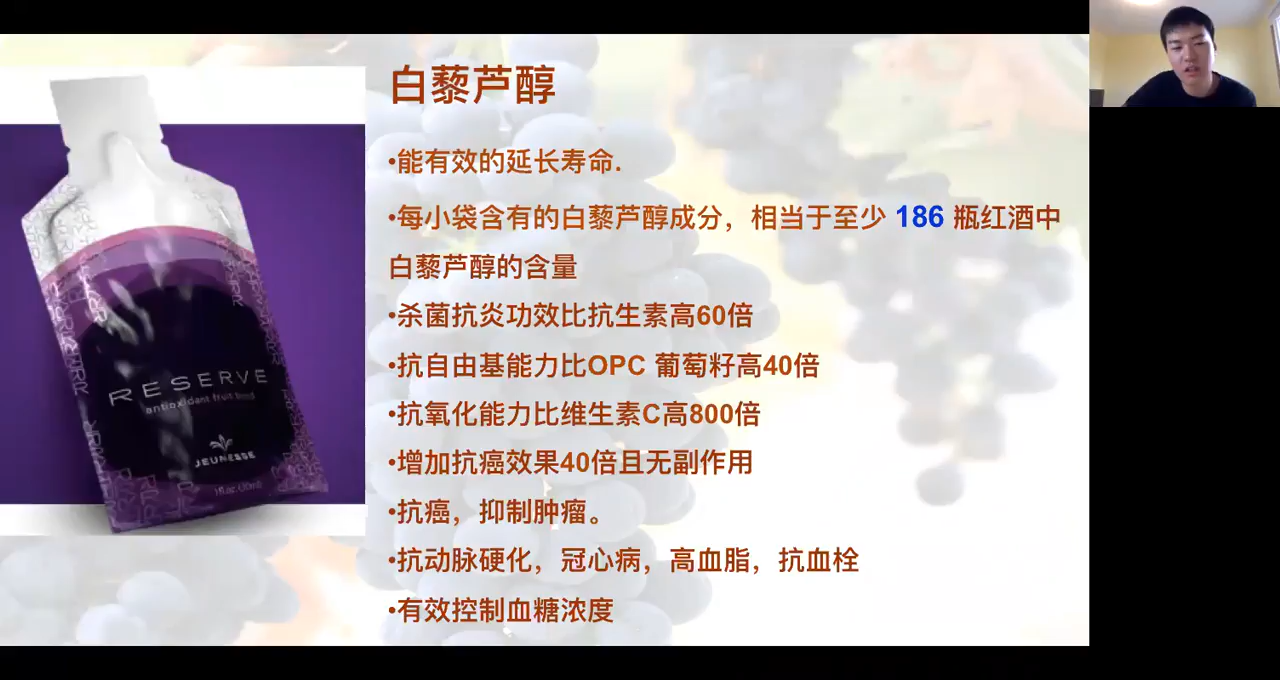 白藜芦醇
•能有效的延长寿命.
•每小袋含有的白藜芦醇成分，相当于至少 186 瓶红酒中
白藜芦醇的含量
•杀菌抗炎功效比抗生素高60倍
•抗自由基能力比OPC 葡萄籽高40倍
•抗氧化能力比维生素C高800倍
•增加抗癌效果40倍且无副作用
•抗癌，抑制肿瘤。
•抗动脉硬化，冠心病，高血脂，抗血栓
•有效控制血糖浓度
RESERVE
antioxidant fruit blend
JEUNESSE